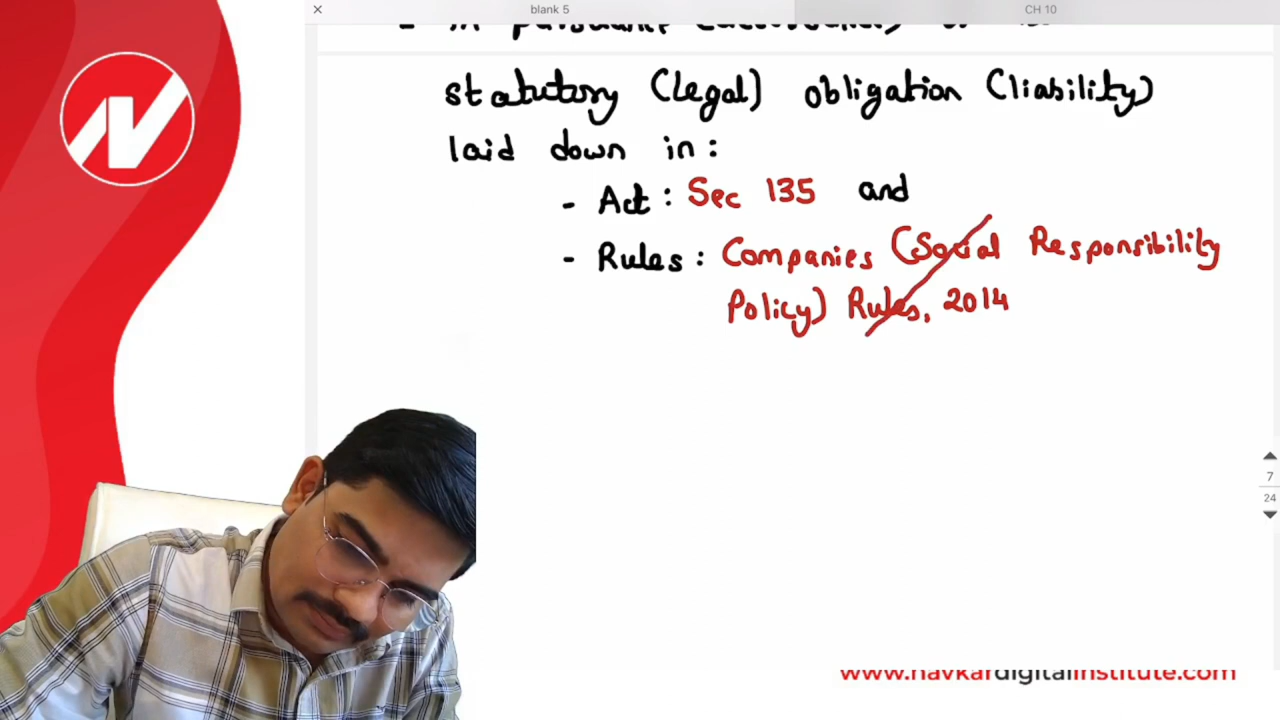 blank 5
CH 10
statutory (legal) obligation (liability)
laid down in :
- Act : Sec 135 and
- Rules : Companies (Social Responsibility
Policy) Rules, 2014
7
24
www.navkardigitalinstitute.com